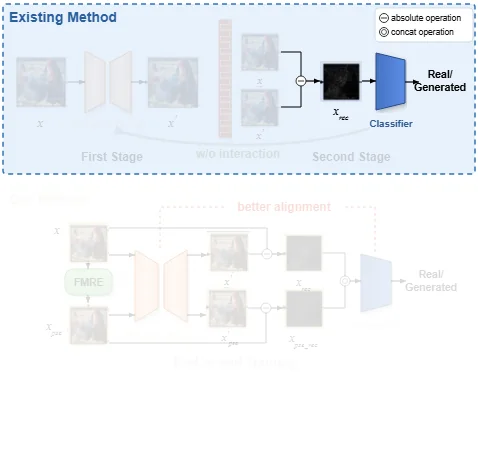 Existing Method
absolute operation
concat operation
x
x'
x
x'
x_rec
Real/
Generated
Classifier
First Stage
w/o interaction
Second Stage
better alignment
x
FMRE
Real/
Generated